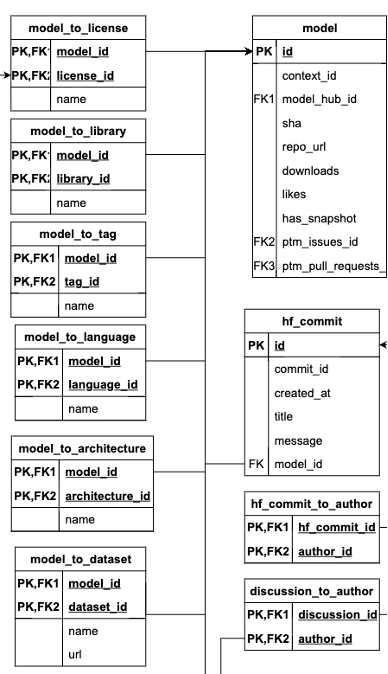 model_to_license
PK,FK1 model_id
PK,FK2 license_id
name
model_to_library
PK,FK1 model_id
PK,FK2 library_id
name
model_to_tag
PK,FK1 model_id
PK,FK2 tag_id
name
model_to_language
PK,FK1 model_id
PK,FK2 language_id
name
model_to_architecture
PK,FK1 model_id
PK,FK2 architecture_id
name
model_to_dataset
PK,FK1 model_id
PK,FK2 dataset_id
name
url
model
PK id
context_id
FK1 model_hub_id
sha
repo_url
downloads
likes
has_snapshot
FK2 ptm_issues_id
FK3 ptm_pull_requests_
hf_commit
PK id
commit_id
created_at
title
message
FK model_id
hf_commit_to_author
PK,FK1 hf_commit_id
PK,FK2 author_id
discussion_to_author
PK,FK1 discussion_id
PK,FK2 author_id